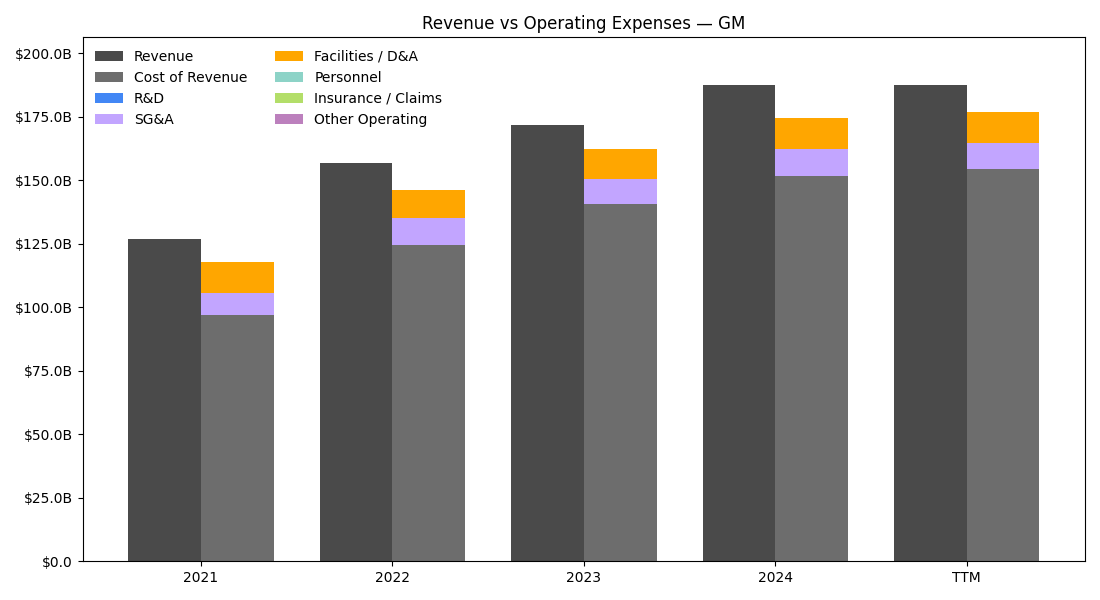 Revenue vs Operating Expenses — GM
$200.0B
$175.0B
$150.0B
$125.0B
$100.0B
$75.0B
$50.0B
$25.0B
$0.0
Revenue
Cost of Revenue
R&D
SG&A
Facilities / D&A
Personnel
Insurance / Claims
Other Operating
2021
2022
2023
2024
TTM